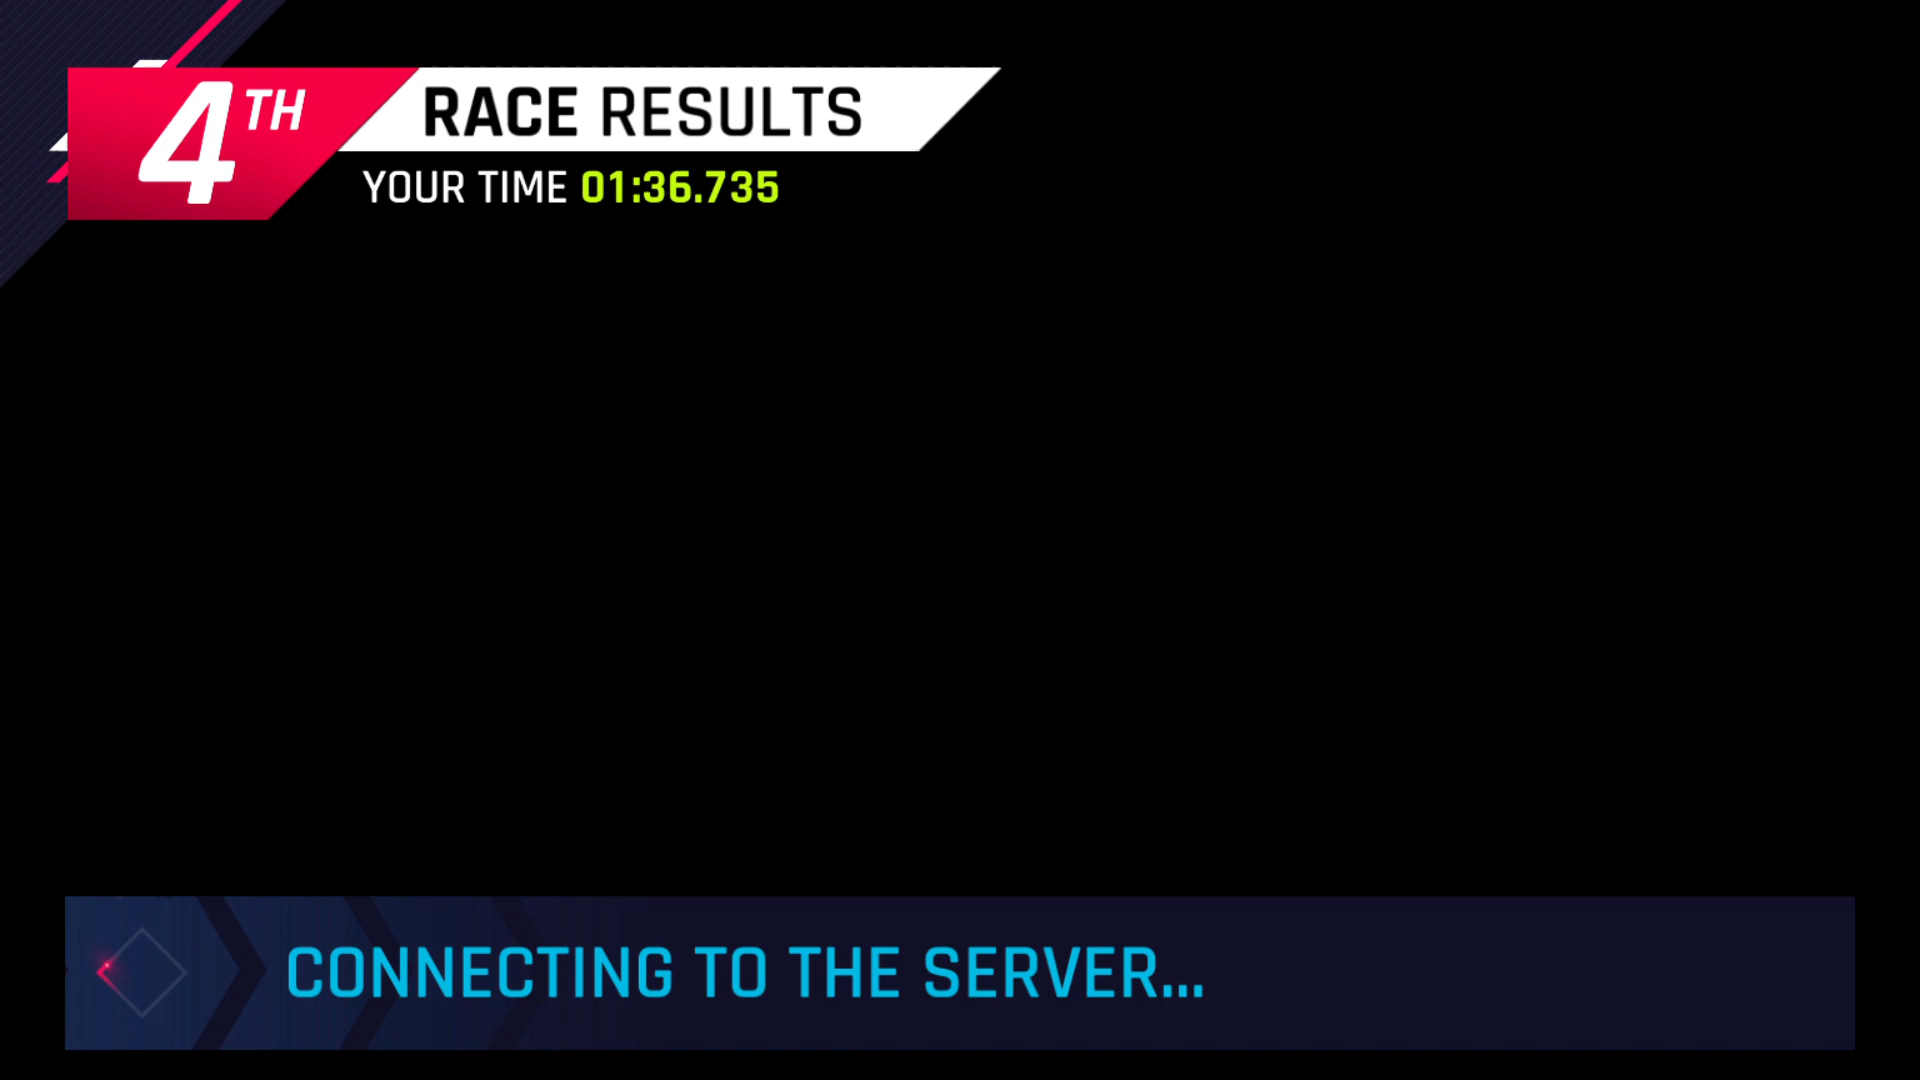 4TH
RACE RESULTS
YOUR TIME 01:36.735
CONNECTING TO THE SERVER...